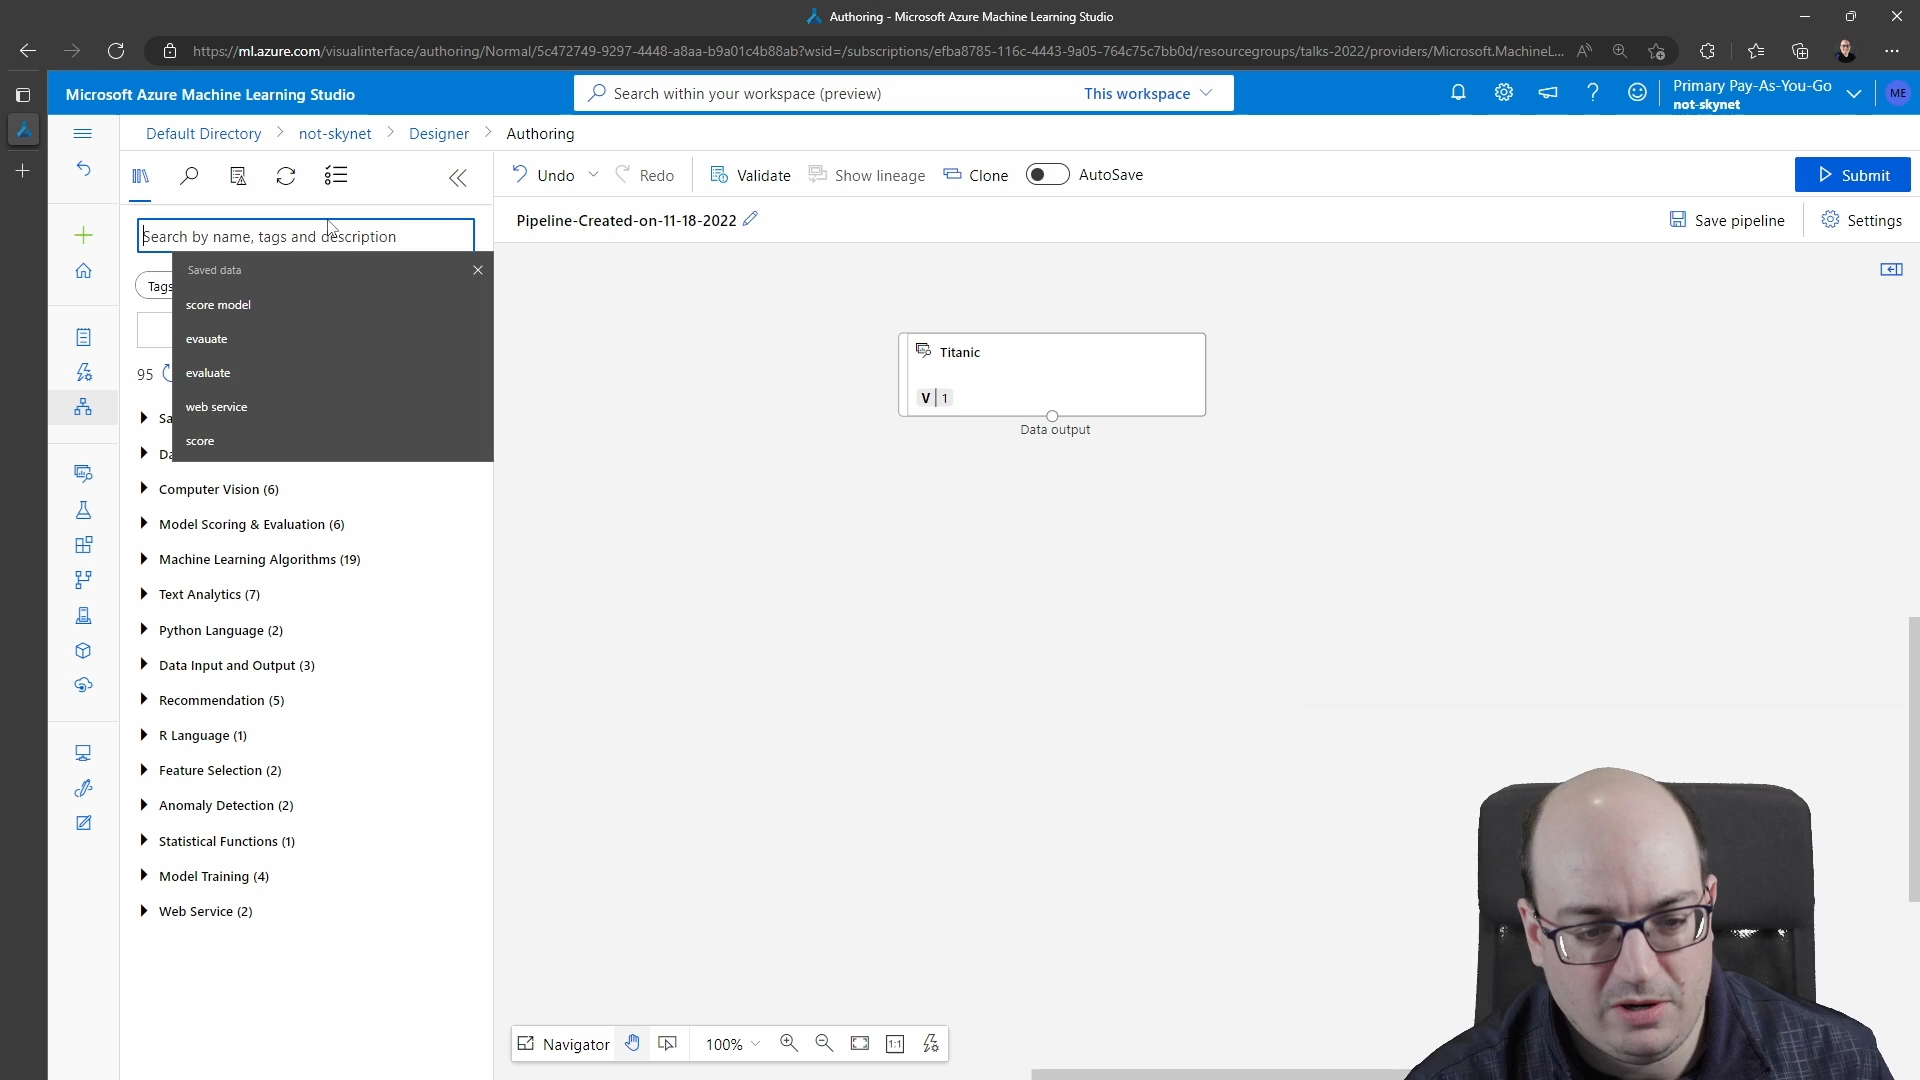 Authoring - Microsoft Azure Machine Learning Studio
https://ml.azure.com/visualinterface/authoring/Normal/5c472749-9297-4448-a8aa-b9a01c4b88ab?wsid=/subscriptions/efba8785-116c-4443-9a05-764c75c7bb0d/resourcegroups/talks-2022/providers/Microsoft.MachineL...
Microsoft Azure Machine Learning Studio
Search within your workspace (preview)
This workspace
Primary Pay-As-You-Go
not-skynet
ME
Default Directory > not-skynet > Designer > Authoring
Undo
Redo
Validate
Show lineage
Clone
AutoSave
Submit
Search by name, tags and description
Pipeline-Created-on-11-18-2022
Save pipeline
Settings
Saved data
Tags
score model
evauate
evaluate
95
web service
score
Sa
Da
Computer Vision (6)
Model Scoring & Evaluation (6)
Machine Learning Algorithms (19)
Text Analytics (7)
Python Language (2)
Data Input and Output (3)
Recommendation (5)
R Language (1)
Feature Selection (2)
Anomaly Detection (2)
Statistical Functions (1)
Model Training (4)
Web Service (2)
Titanic
V 1
Data output
Navigator
100%
1:1